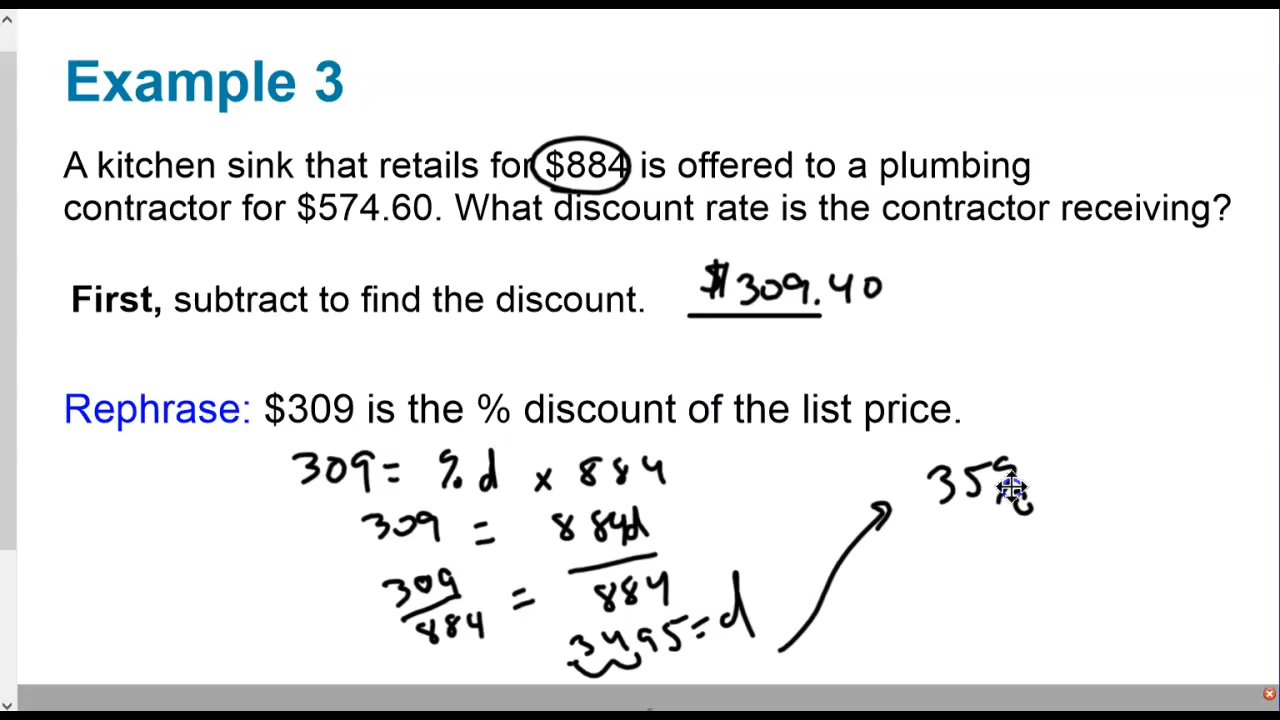 Example 3
A kitchen sink that retails for $884 is offered to a plumbing
contractor for $574.60. What discount rate is the contractor receiving?
First, subtract to find the discount. $309.40
Rephrase: $309 is the % discount of the list price.
309 = % d x 884
309 = 884d
309/884 = /884
.3495 = d
35%